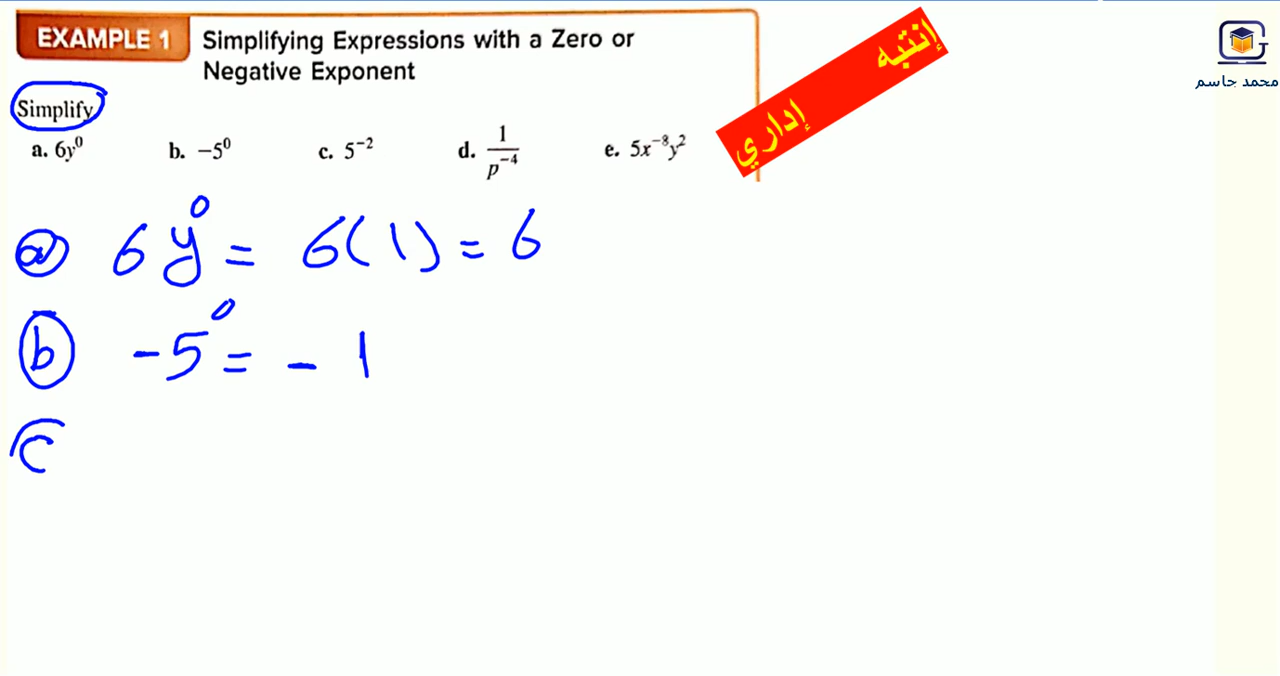 EXAMPLE 1 Simplifying Expressions with a Zero or
Negative Exponent
Simplify
a. 6y⁰ b. −5⁰ c. 5⁻² d. 1/p⁻⁴ e. 5x⁻⁸y²
إنتبه
إداري
محمد جاسم
a 6y⁰ = 6(1) = 6
b -5⁰ = - 1
c